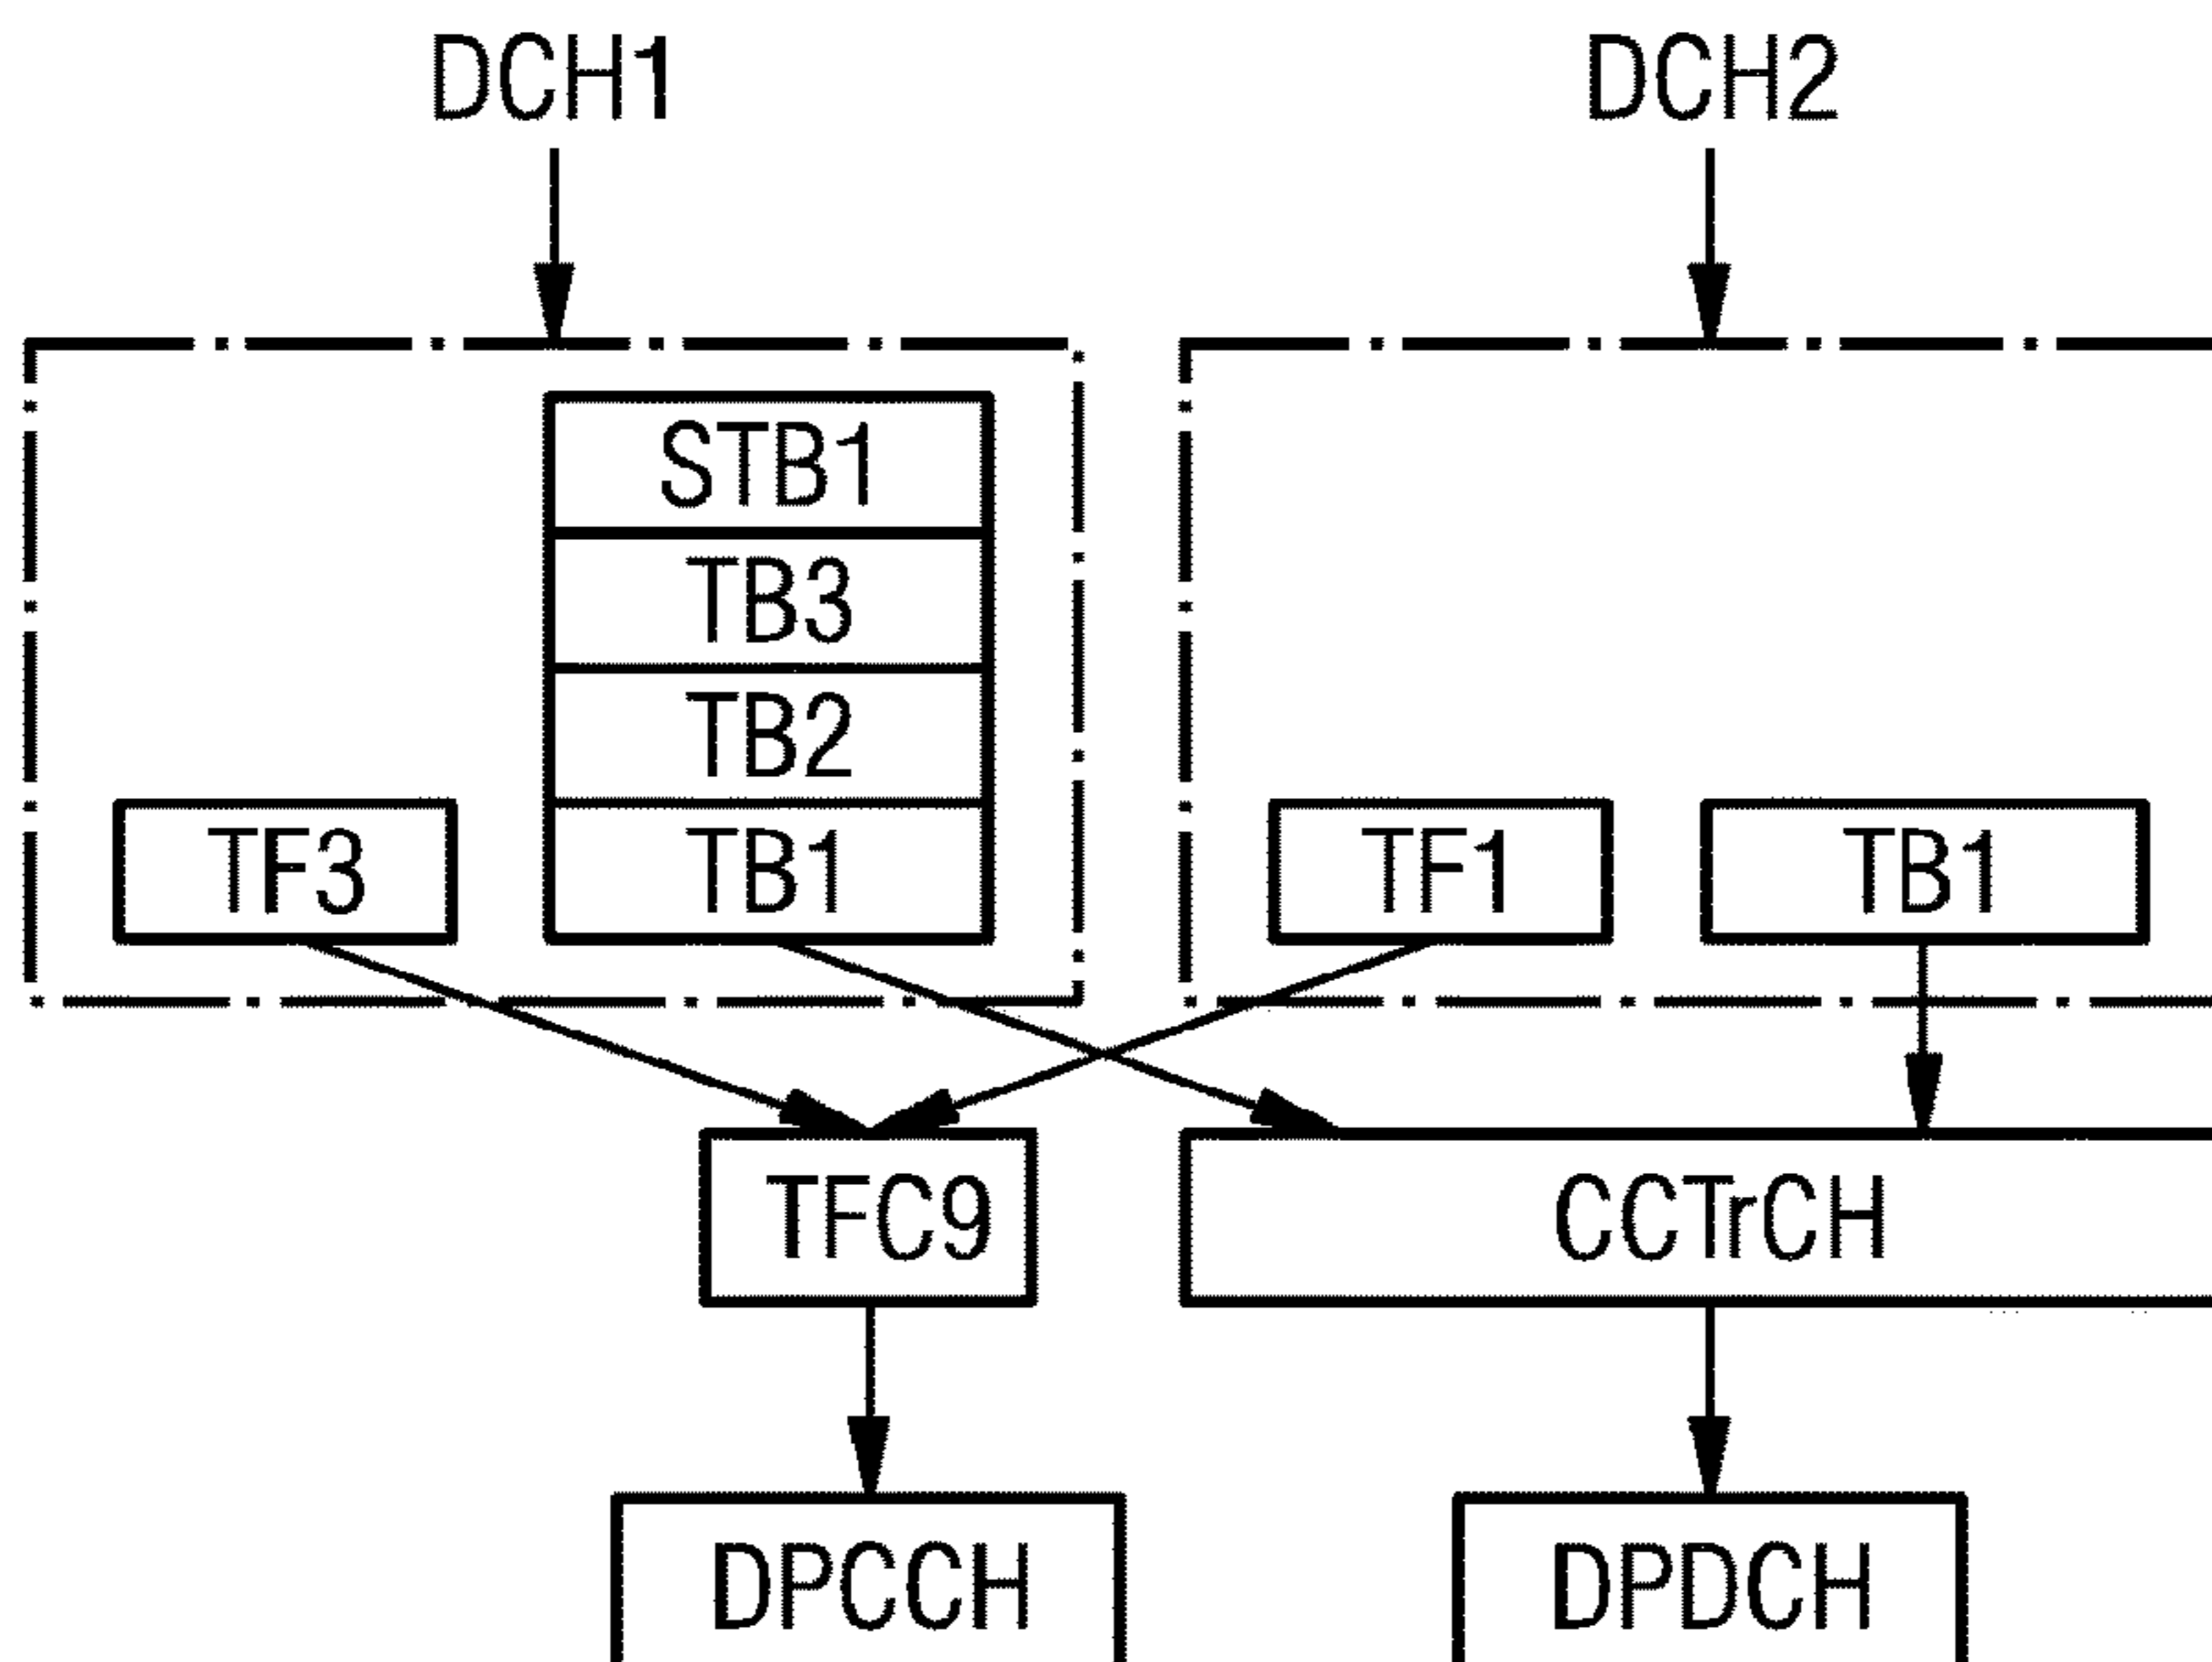 DCH1 DCH2
STB1
TB3
TB2
TF3 TB1 TF1 TB1
TFC9 CCTrCH
DPCCH DPDCH